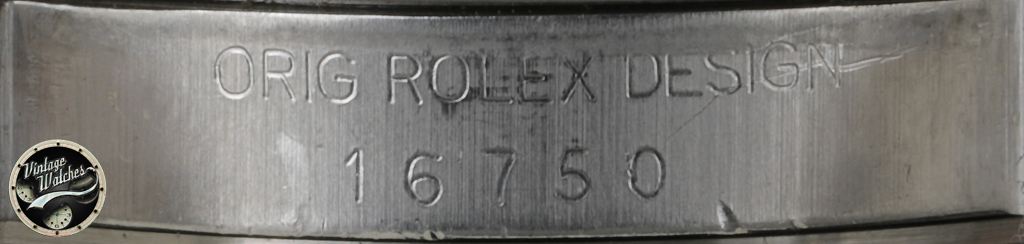 ORIG ROLEX DESIGN
16750
Vintage
Watches